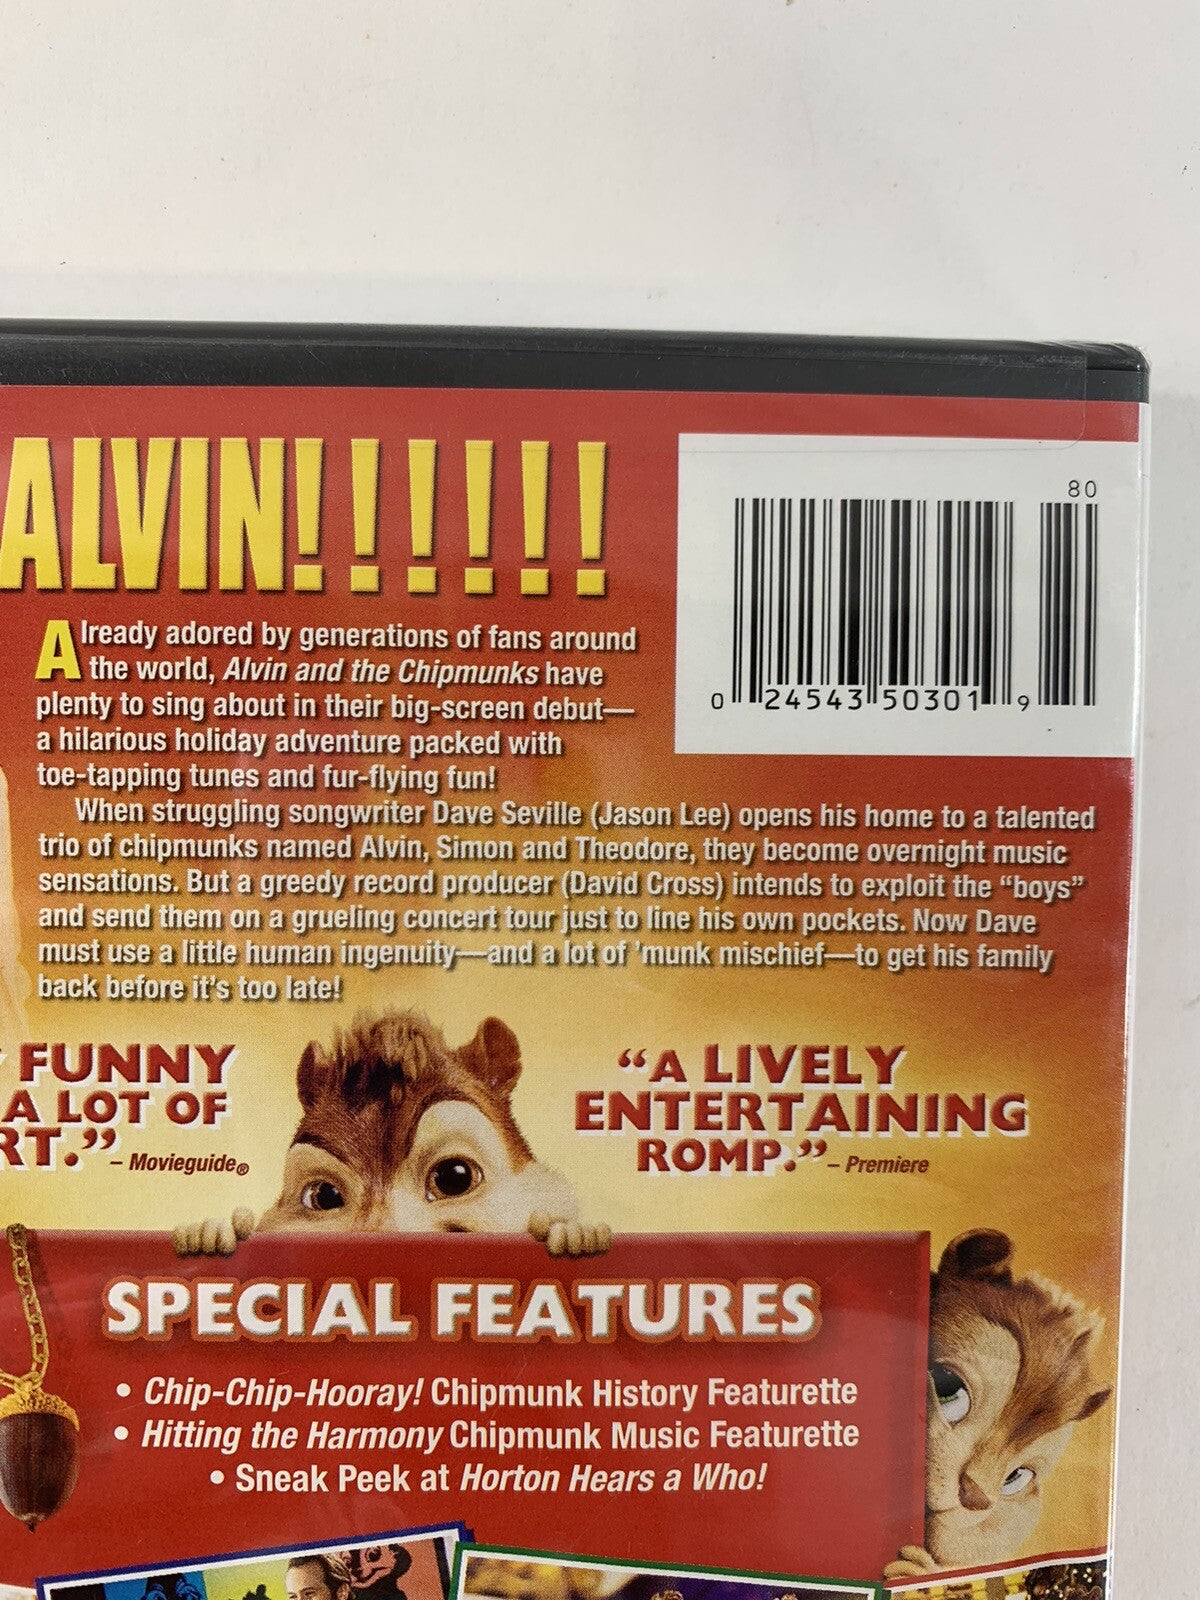 ALVIN!!!!!!
80
0 24543 50301 9
Already adored by generations of fans around
the world, Alvin and the Chipmunks have
plenty to sing about in their big-screen debut—
a hilarious holiday adventure packed with
toe-tapping tunes and fur-flying fun!
When struggling songwriter Dave Seville (Jason Lee) opens his home to a talented
trio of chipmunks named Alvin, Simon and Theodore, they become overnight music
sensations. But a greedy record producer (David Cross) intends to exploit the “boys”
and send them on a grueling concert tour just to line his own pockets. Now Dave
must use a little human ingenuity—and a lot of ’munk mischief—to get his family
back before it’s too late!
FUNNY
A LOT OF
RT.” – Movieguide®
“A LIVELY
ENTERTAINING
ROMP.” – Premiere
SPECIAL FEATURES
• Chip-Chip-Hooray! Chipmunk History Featurette
• Hitting the Harmony Chipmunk Music Featurette
• Sneak Peek at Horton Hears a Who!